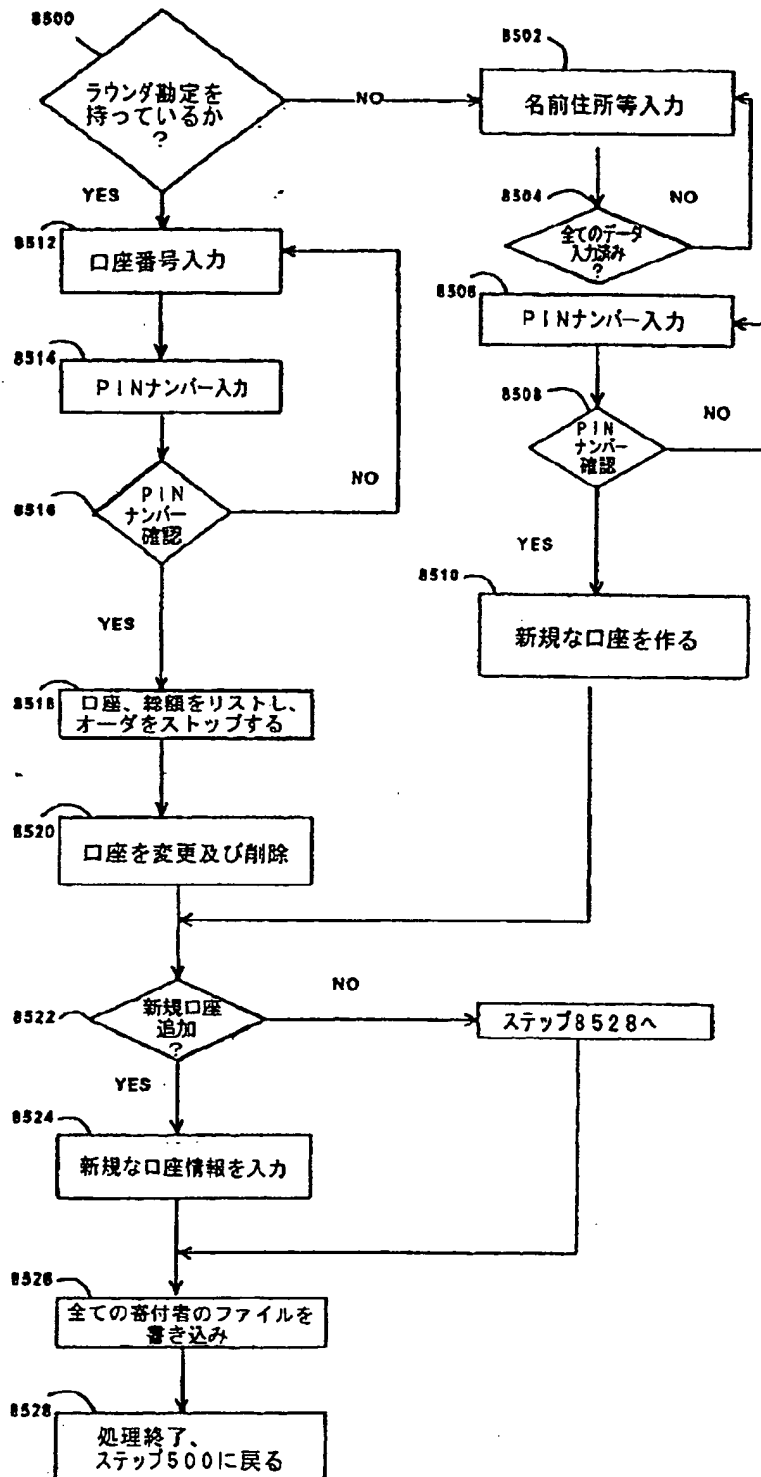 8500
ラウンダ勘定を
持っているか
?
NO
YES
8502
名前住所等入力
8504
全てのデータ
入力済み
?
NO
8506
PINナンバー入力
8508
PIN
ナンバー
確認
NO
YES
8510
新規な口座を作る
8512
口座番号入力
8514
PINナンバー入力
8516
PIN
ナンバー
確認
NO
YES
8518
口座、総額をリストし、
オーダをストップする
8520
口座を変更及び削除
8522
新規口座
追加
?
NO
ステップ8528へ
YES
8524
新規な口座情報を入力
8526
全ての寄付者のファイルを
書き込み
8528
処理終了、
ステップ500に戻る